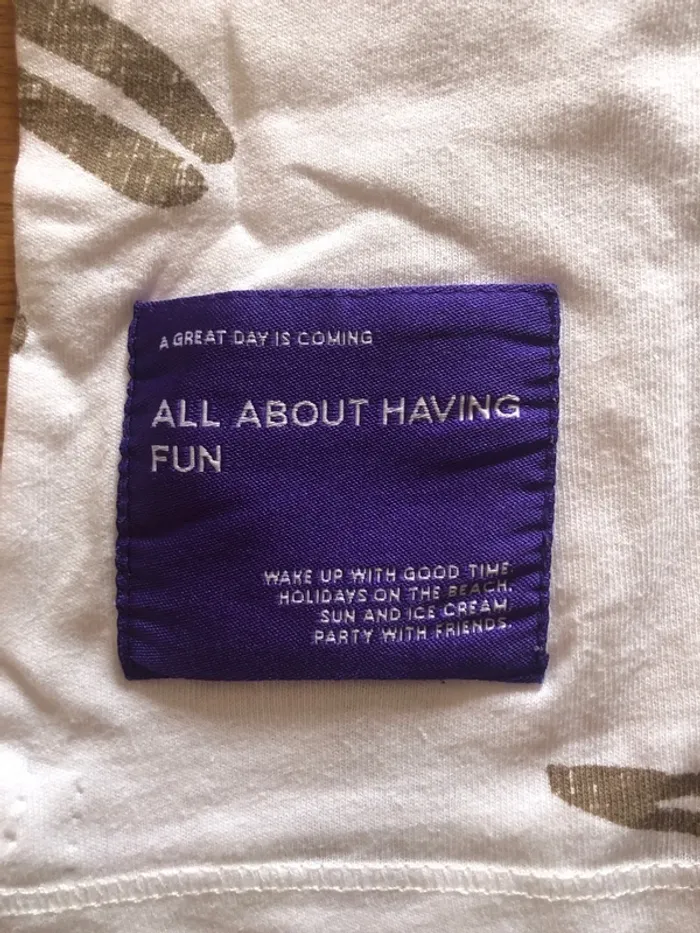 A GREAT DAY IS COMING
ALL ABOUT HAVING
FUN
WAKE UP WITH GOOD TIME
HOLIDAYS ON THE BEACH.
SUN AND ICE CREAM
PARTY WITH FRIENDS.